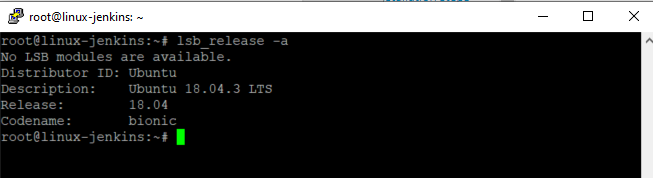 root@linux-jenkins: ~
root@linux-jenkins:~# lsb_release -a
No LSB modules are available.
Distributor ID: Ubuntu
Description:    Ubuntu 18.04.3 LTS
Release:        18.04
Codename:       bionic
root@linux-jenkins:~#